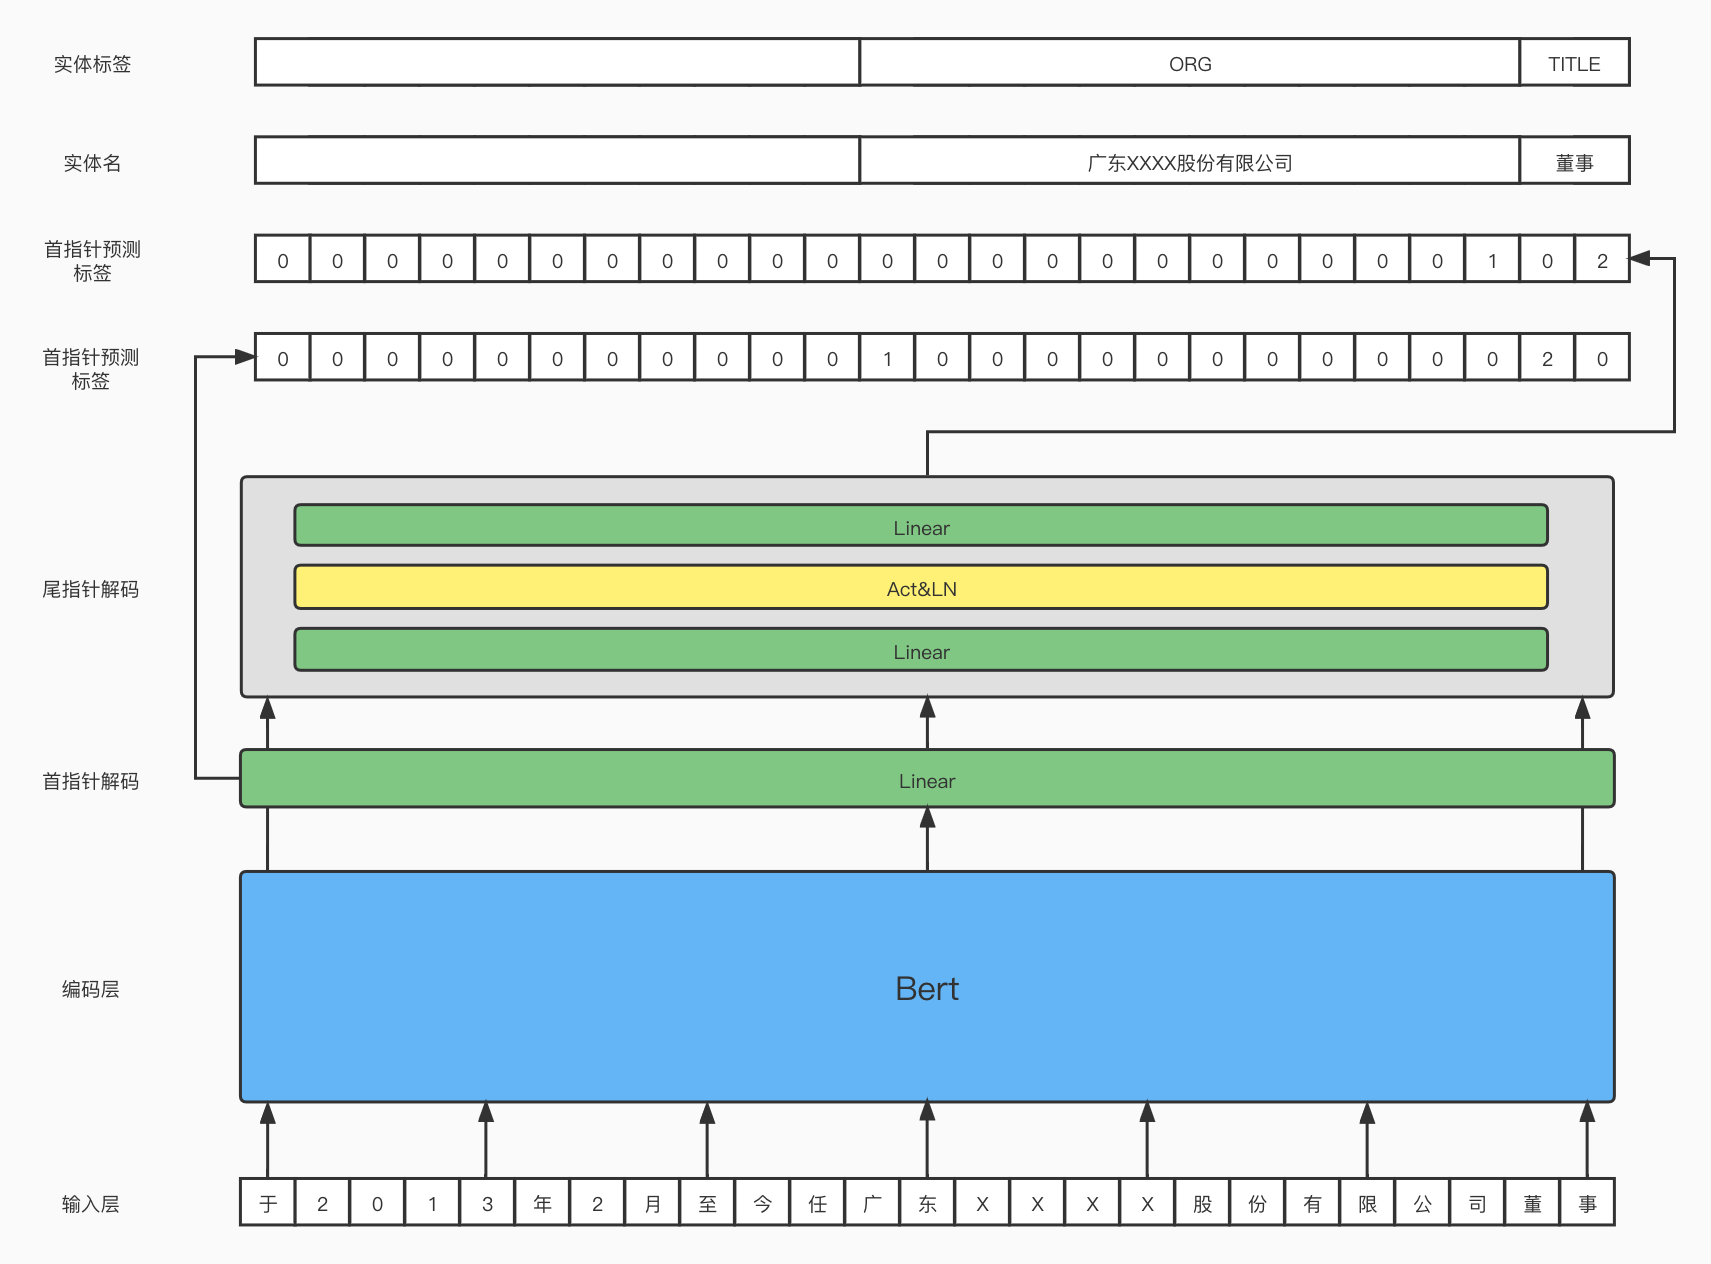 实体标签 ORG TITLE
实体名 广东XXXX股份有限公司 董事
首指针预测
标签
0 0 0 0 0 0 0 0 0 0 0 0 0 0 0 0 0 0 0 0 0 0 1 0 2
首指针预测
标签
0 0 0 0 0 0 0 0 0 0 0 1 0 0 0 0 0 0 0 0 0 0 0 2 0
Linear
尾指针解码 Act&LN
Linear
首指针解码 Linear
编码层 Bert
输入层 于 2 0 1 3 年 2 月 至 今 任 广 东 X X X X 股 份 有 限 公 司 董 事